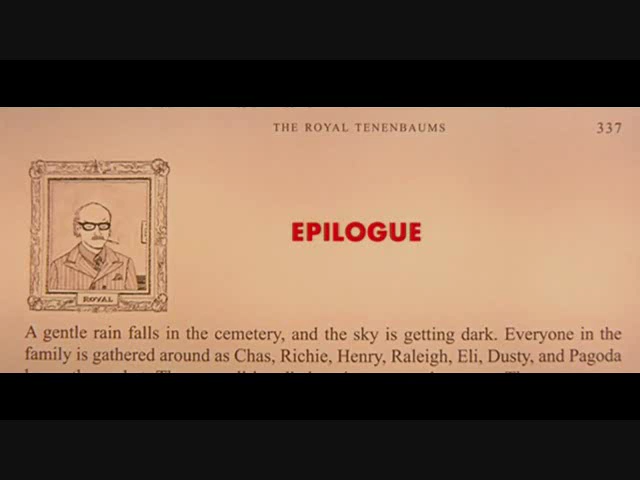 THE ROYAL TENENBAUMS 337
EPILOGUE
ROYAL
A gentle rain falls in the cemetery, and the sky is getting dark. Everyone in the
family is gathered around as Chas, Richie, Henry, Raleigh, Eli, Dusty, and Pagoda